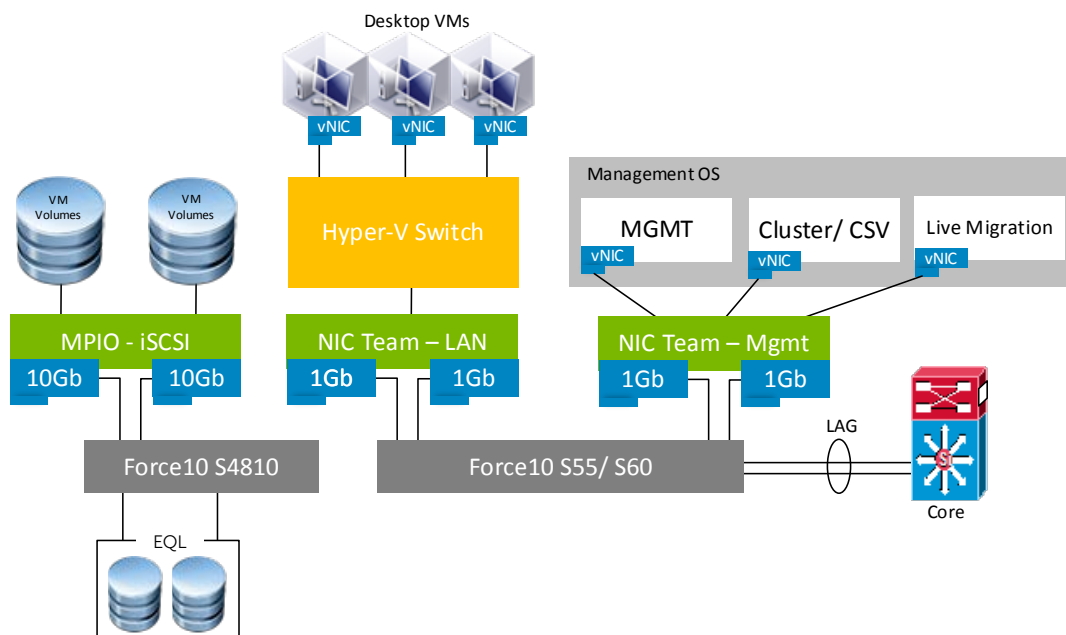 Desktop VMs
vNIC
vNIC
vNIC
VM
Volumes
VM
Volumes
Hyper-V Switch
Management OS
MGMT
Cluster/ CSV
Live Migration
vNIC
vNIC
vNIC
MPIO - iSCSI
NIC Team – LAN
NIC Team – Mgmt
10Gb
10Gb
1Gb
1Gb
1Gb
1Gb
LAG
Si
Force10 S4810
Force10 S55/ S60
Core
EQL